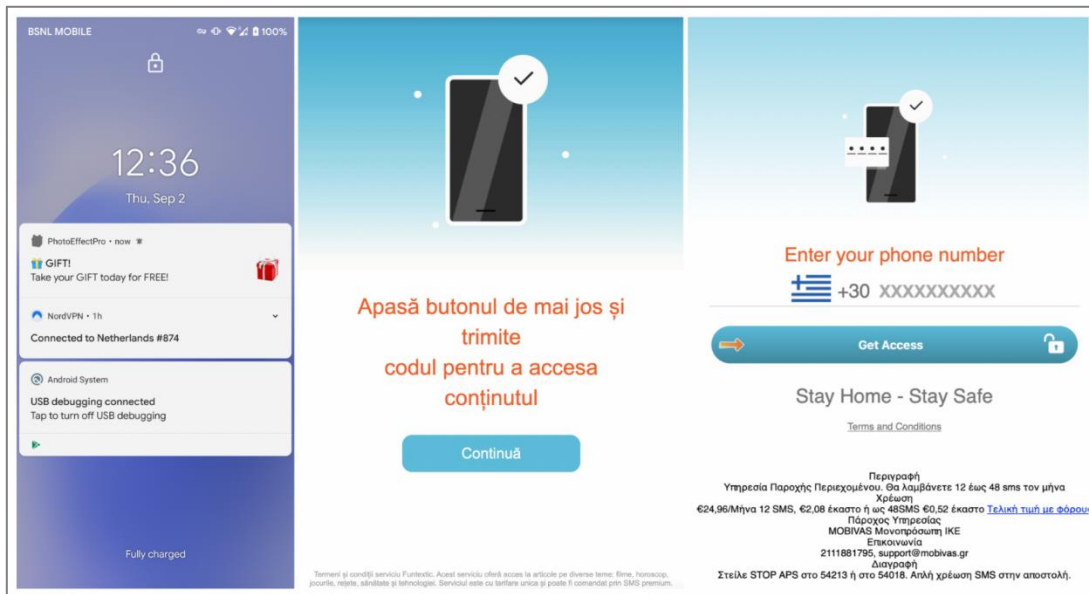 BSNL MOBILE
100%
12:36
Thu, Sep 2
PhotoEffectPro • now
GIFT!
Take your GIFT today for FREE!
NordVPN • 1h
Connected to Netherlands #874
Android System
USB debugging connected
Tap to turn off USB debugging
Fully charged
Apasă butonul de mai jos și
trimite
codul pentru a accesa
conținutul
Continuă
Termeni și condiții serviciu Funtextic. Acest serviciu oferă acces la articole pe diverse teme: filme, horoscop,
jocurile, rețete, sănătate și tehnologiei. Serviciul este cu tarifare unica și poate fi comandat prin SMS premium.
Enter your phone number
+30 XXXXXXXXXX
Get Access
Stay Home - Stay Safe
Terms and Conditions
Περιγραφή
Υπηρεσία Παροχής Περιεχομένου. Θα λαμβάνετε 12 έως 48 sms τον μήνα
Χρέωση
€24,96/Μήνα 12 SMS, €2,08 έκαστο ή ως 48SMS €0,52 έκαστο Τελική τιμή με φόρους
Πάροχος Υπηρεσίας
MOBIVAS Μονοπρόσωπη ΙΚΕ
Επικοινωνία
2111881795, support@mobivas.gr
Διαγραφή
Στείλε STOP APS στο 54213 ή στο 54018. Απλή χρέωση SMS στην αποστολή.